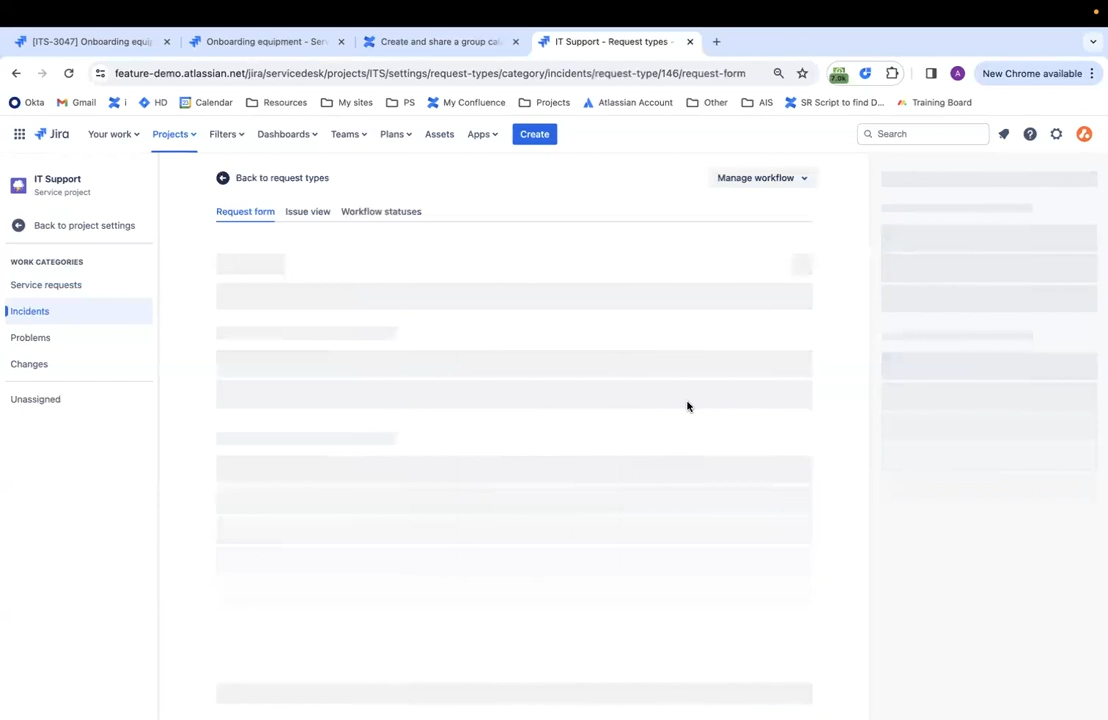 [ITS-3047] Onboarding equip
Onboarding equipment - Serv
Create and share a group cal
IT Support - Request types -
feature-demo.atlassian.net/jira/servicedesk/projects/ITS/settings/request-types/category/incidents/request-type/146/request-form
7.0k
A
New Chrome available
Okta
Gmail
i
HD
Calendar
Resources
My sites
PS
My Confluence
Projects
Atlassian Account
Other
AIS
SR Script to find D...
Training Board
Jira
Your work
Projects
Filters
Dashboards
Teams
Plans
Assets
Apps
Create
Search
IT Support
Service project
Back to project settings
WORK CATEGORIES
Service requests
Incidents
Problems
Changes
Unassigned
Back to request types
Manage workflow
Request form
Issue view
Workflow statuses